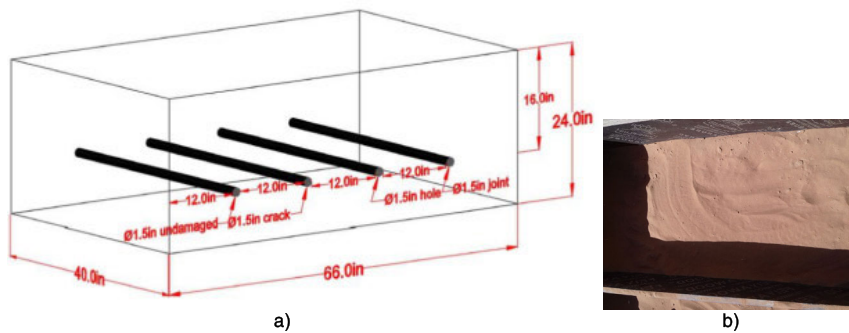 16.0in
24.0in
12.0in 12.0in 12.0in 12.0in
Ø1.5in undamaged Ø1.5in crack Ø1.5in hole Ø1.5in joint
40.0in
66.0in
a) b)